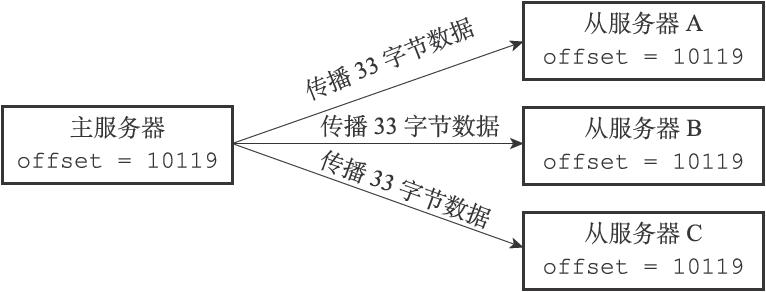 主服务器
offset = 10119
传播 33 字节数据
传播 33 字节数据
传播 33 字节数据
从服务器 A
offset = 10119
从服务器 B
offset = 10119
从服务器 C
offset = 10119